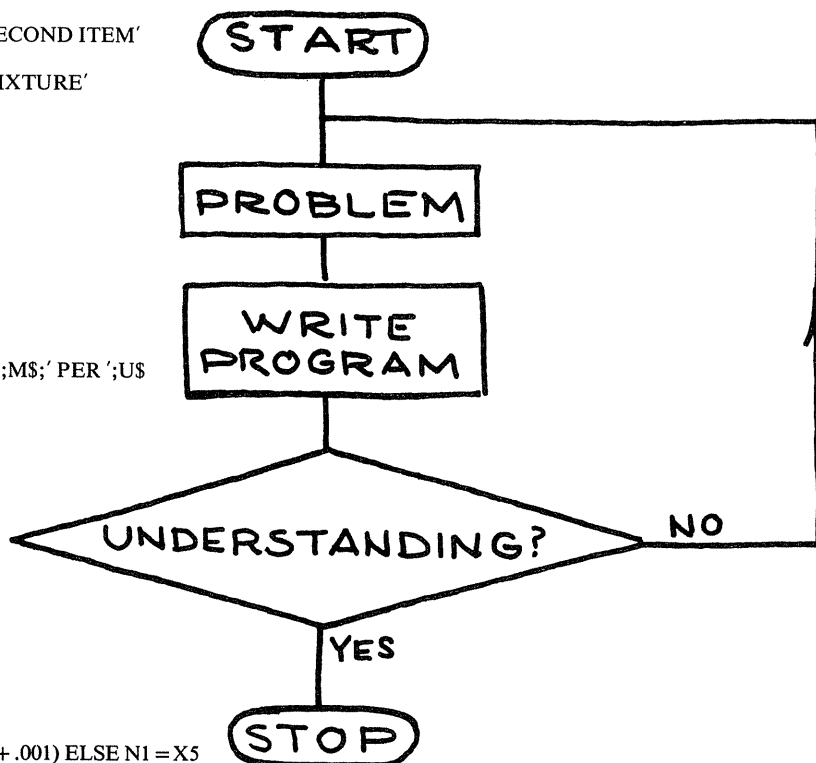 ECOND ITEM′
START
IXTURE′
PROBLEM
WRITE
PROGRAM
;M$;′ PER ′;U$
UNDERSTANDING?
NO
YES
STOP
+ .001) ELSE N1 = X5